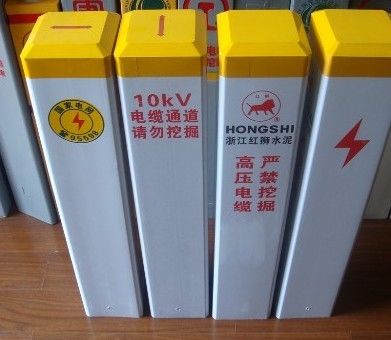 国家电网
95598
10kV
电缆通道
请勿挖掘
HONGSHI
浙江红狮水泥
高压电缆
严禁挖掘